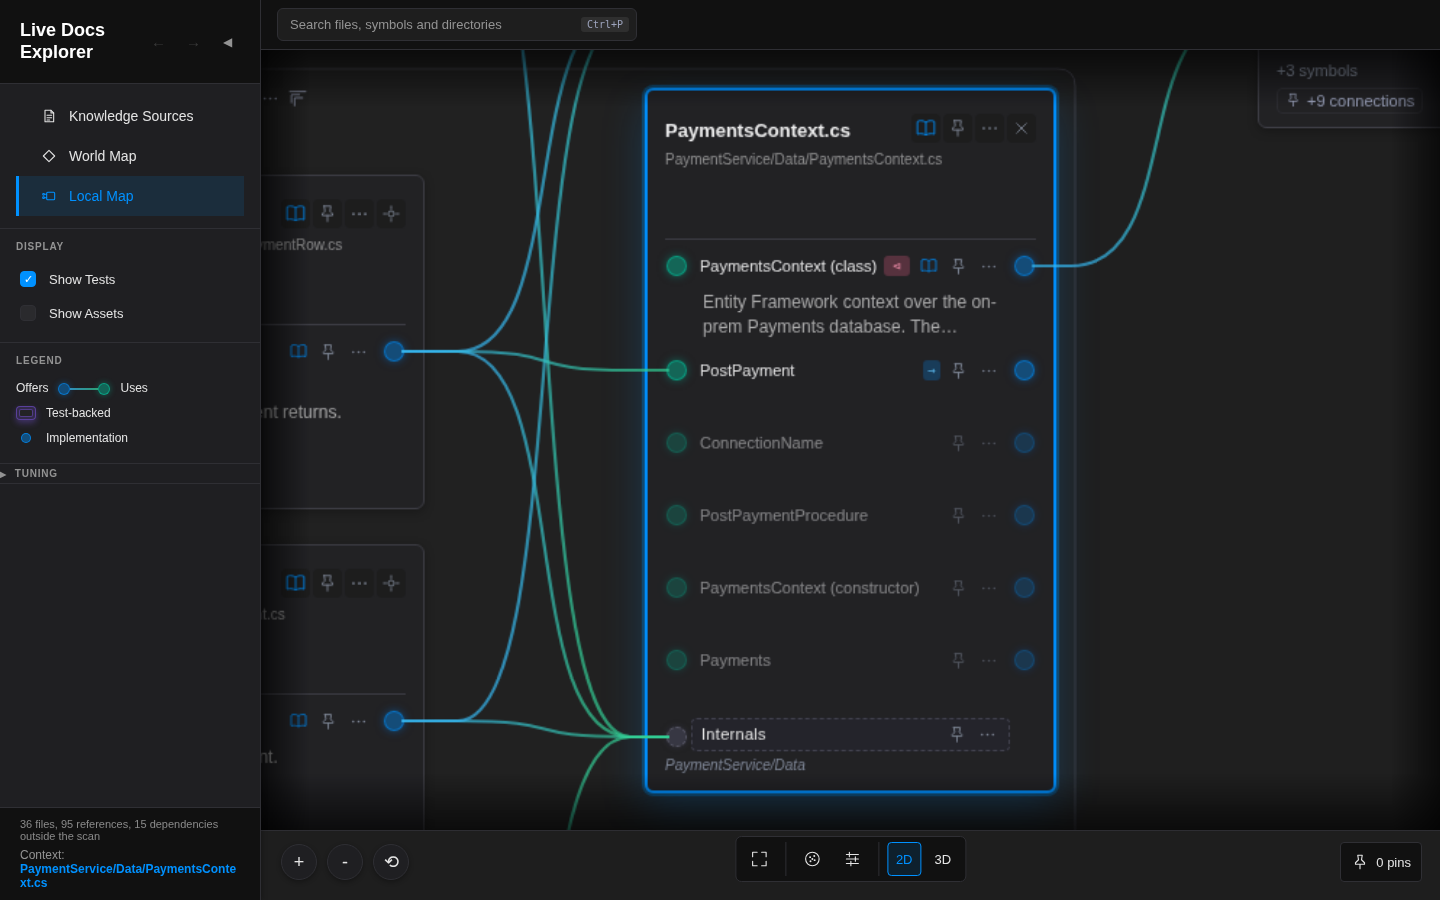 Live Docs
Explorer
Search files, symbols and directories
Ctrl+P
Knowledge Sources
World Map
Local Map
DISPLAY
Show Tests
Show Assets
LEGEND
Offers
Uses
Test-backed
Implementation
TUNING
36 files, 95 references, 15 dependencies
outside the scan
Context:
PaymentService/Data/PaymentsConte
xt.cs
mentRow.cs
nt returns.
t.cs
nt.
PaymentsContext.cs
PaymentService/Data/PaymentsContext.cs
PaymentsContext (class)
Entity Framework context over the on-
prem Payments database. The…
PostPayment
ConnectionName
PostPaymentProcedure
PaymentsContext (constructor)
Payments
Internals
PaymentService/Data
+3 symbols
+9 connections
+
-
2D
3D
0 pins